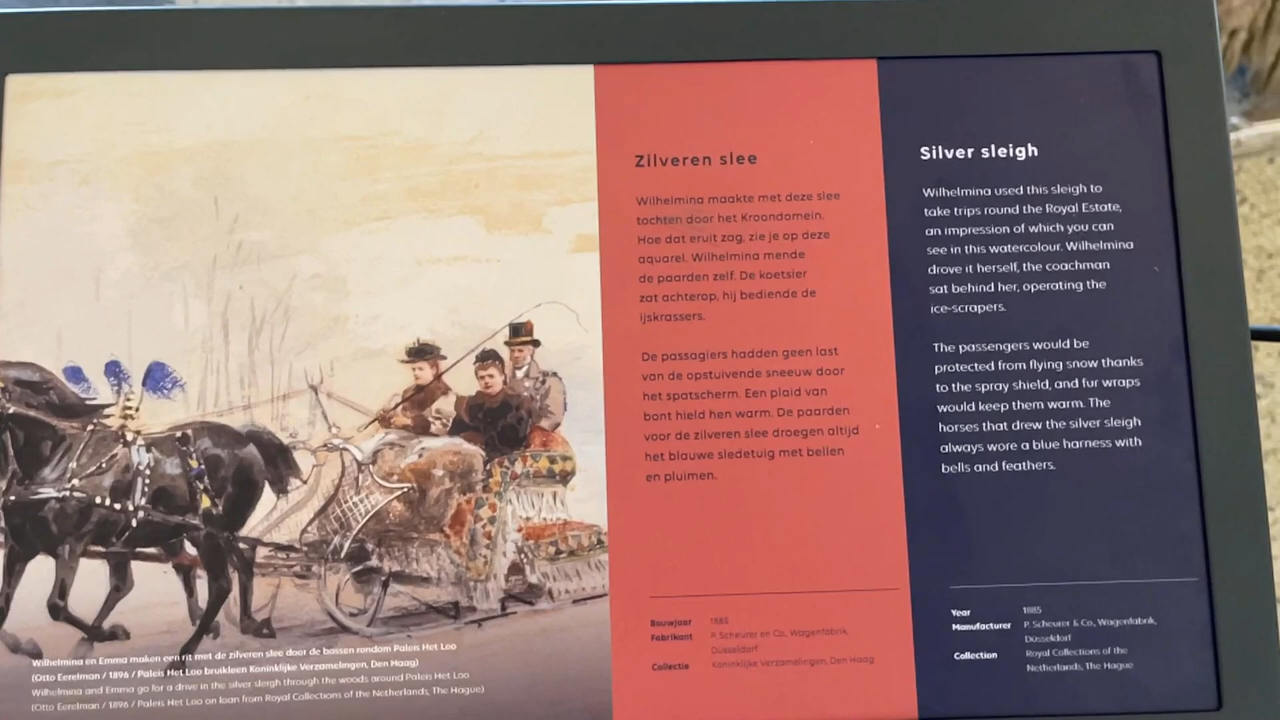 Zilveren slee
Wilhelmina maakte met deze slee
tochten door het Kroondomein.
Hoe dat eruit zag, zie je op deze
aquarel. Wilhelmina mende
de paarden zelf. De koetsier
zat achterop, hij bediende de
ijskrassers.
De passagiers hadden geen last
van de opstuivende sneeuw door
het spatscherm. Een plaid van
bont hield hen warm. De paarden
voor de zilveren slee droegen altijd
het blauwe sledetuig met bellen
en pluimen.
Bouwjaar 1885
Fabrikant P. Scheurer en Co., Wagenfabrik,
Düsseldorf
Collectie Koninklijke Verzamelingen, Den Haag
Silver sleigh
Wilhelmina used this sleigh to
take trips round the Royal Estate,
an impression of which you can
see in this watercolour. Wilhelmina
drove it herself, the coachman
sat behind her, operating the
ice-scrapers.
The passengers would be
protected from flying snow thanks
to the spray shield, and fur wraps
would keep them warm. The
horses that drew the silver sleigh
always wore a blue harness with
bells and feathers.
Year 1885
Manufacturer P. Scheurer & Co., Wagenfabrik,
Düsseldorf
Collection Royal Collections of the
Netherlands, The Hague
Wilhelmina en Emma maken een rit met de zilveren slee door de bossen rondom Paleis Het Loo
(Otto Eerelman / 1896 / Paleis Het Loo bruikleen Koninklijke Verzamelingen, Den Haag)
Wilhelmina and Emma go for a drive in the silver sleigh through the woods around Paleis Het Loo
(Otto Eerelman / 1896 / Paleis Het Loo on loan from Royal Collections of the Netherlands, The Hague)